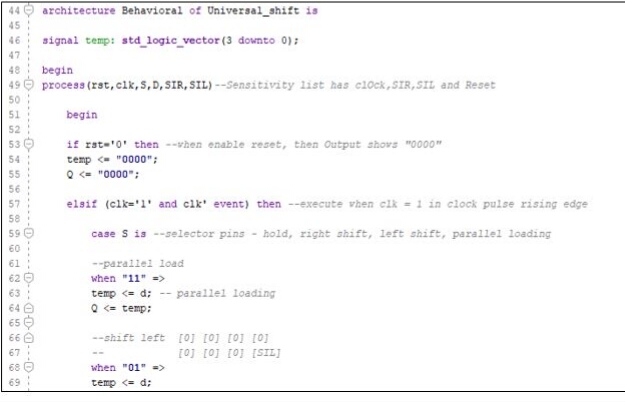 44 architecture Behavioral of Universal_shift is
45
46 signal temp: std_logic_vector(3 downto 0);
47
48 begin
49 process(rst,clk,S,D,SIR,SIL)--Sensitivity list has clOck,SIR,SIL and Reset
50
51 begin
52
53 if rst='0' then --when enable reset, then Output shows "0000"
54 temp <= "0000";
55 Q <= "0000";
56
57 elsif (clk='1' and clk' event) then --execute when clk = 1 in clock pulse rising edge
58
59 case S is --selector pins - hold, right shift, left shift, parallel loading
60
61 --parallel load
62 when "11" =>
63 temp <= d; -- parallel loading
64 Q <= temp;
65
66 --shift left [0] [0] [0] [0]
67 -- [0] [0] [0] [SIL]
68 when "01" =>
69 temp <= d;